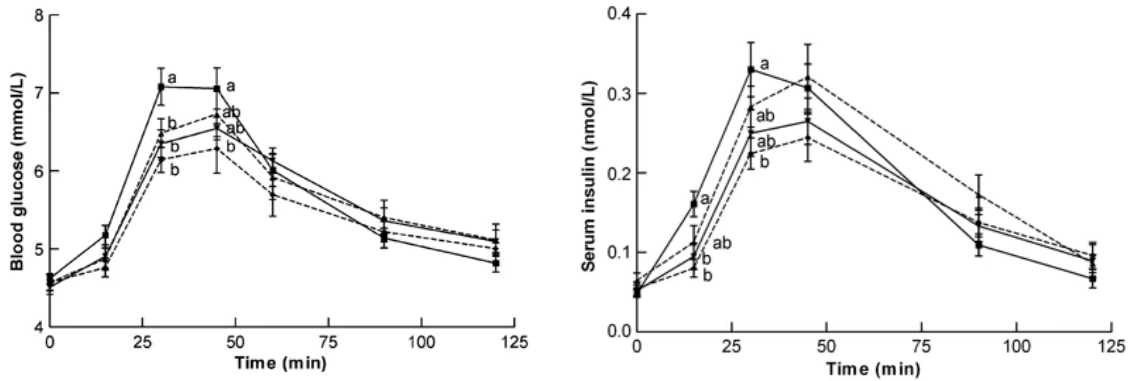 8
7
6
5
4
Blood glucose (mmol/L)
a
a
b
ab
b
ab
b
b
0
25
50
75
100
125
Time (min)
0.4
0.3
0.2
0.1
0.0
Serum insulin (nmol/L)
a
ab
ab
b
a
ab
b
b
0
25
50
75
100
125
Time (min)